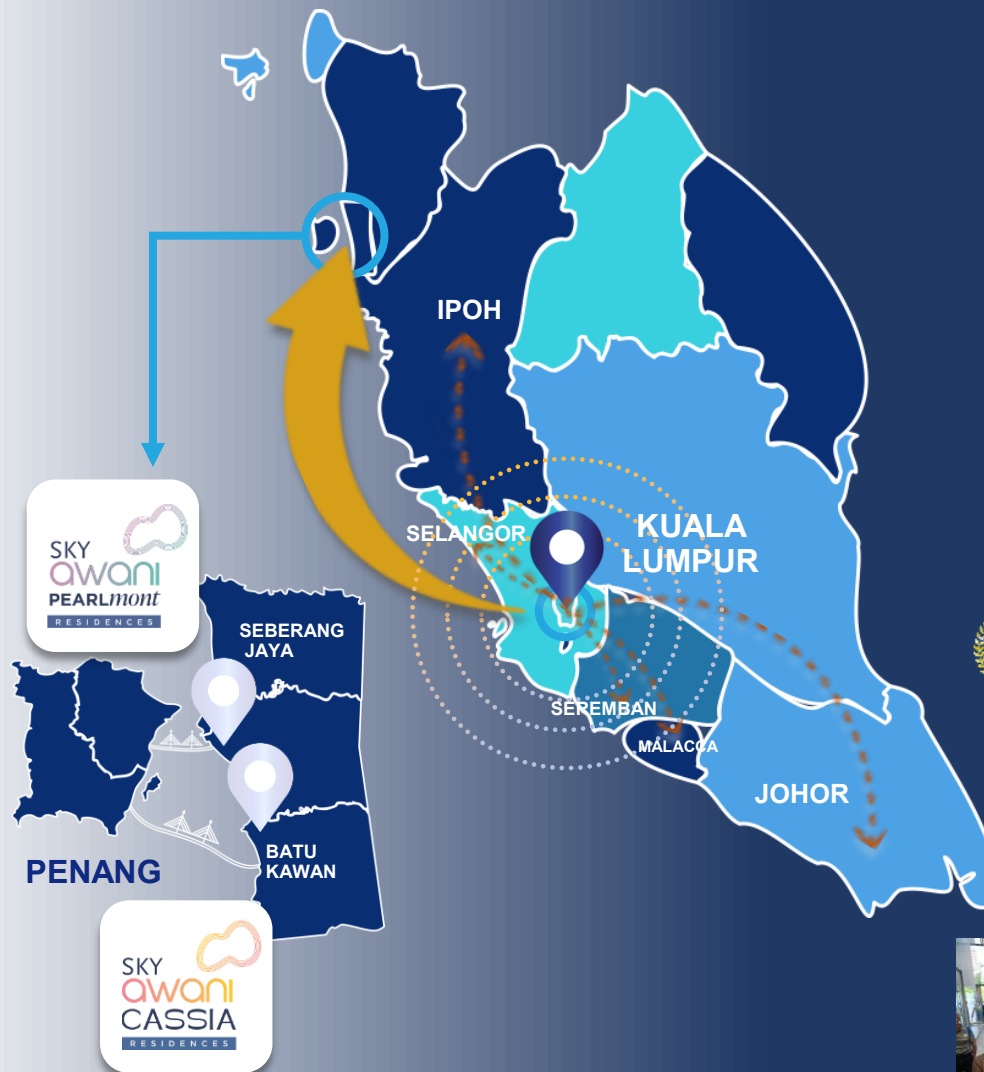 IPOH
SELANGOR
KUALA
LUMPUR
SEREMBAN
MALACCA
JOHOR
SKY
awani
PEARLmont
RESIDENCES
SEBERANG
JAYA
BATU
KAWAN
PENANG
SKY
awani
CASSIA
RESIDENCES